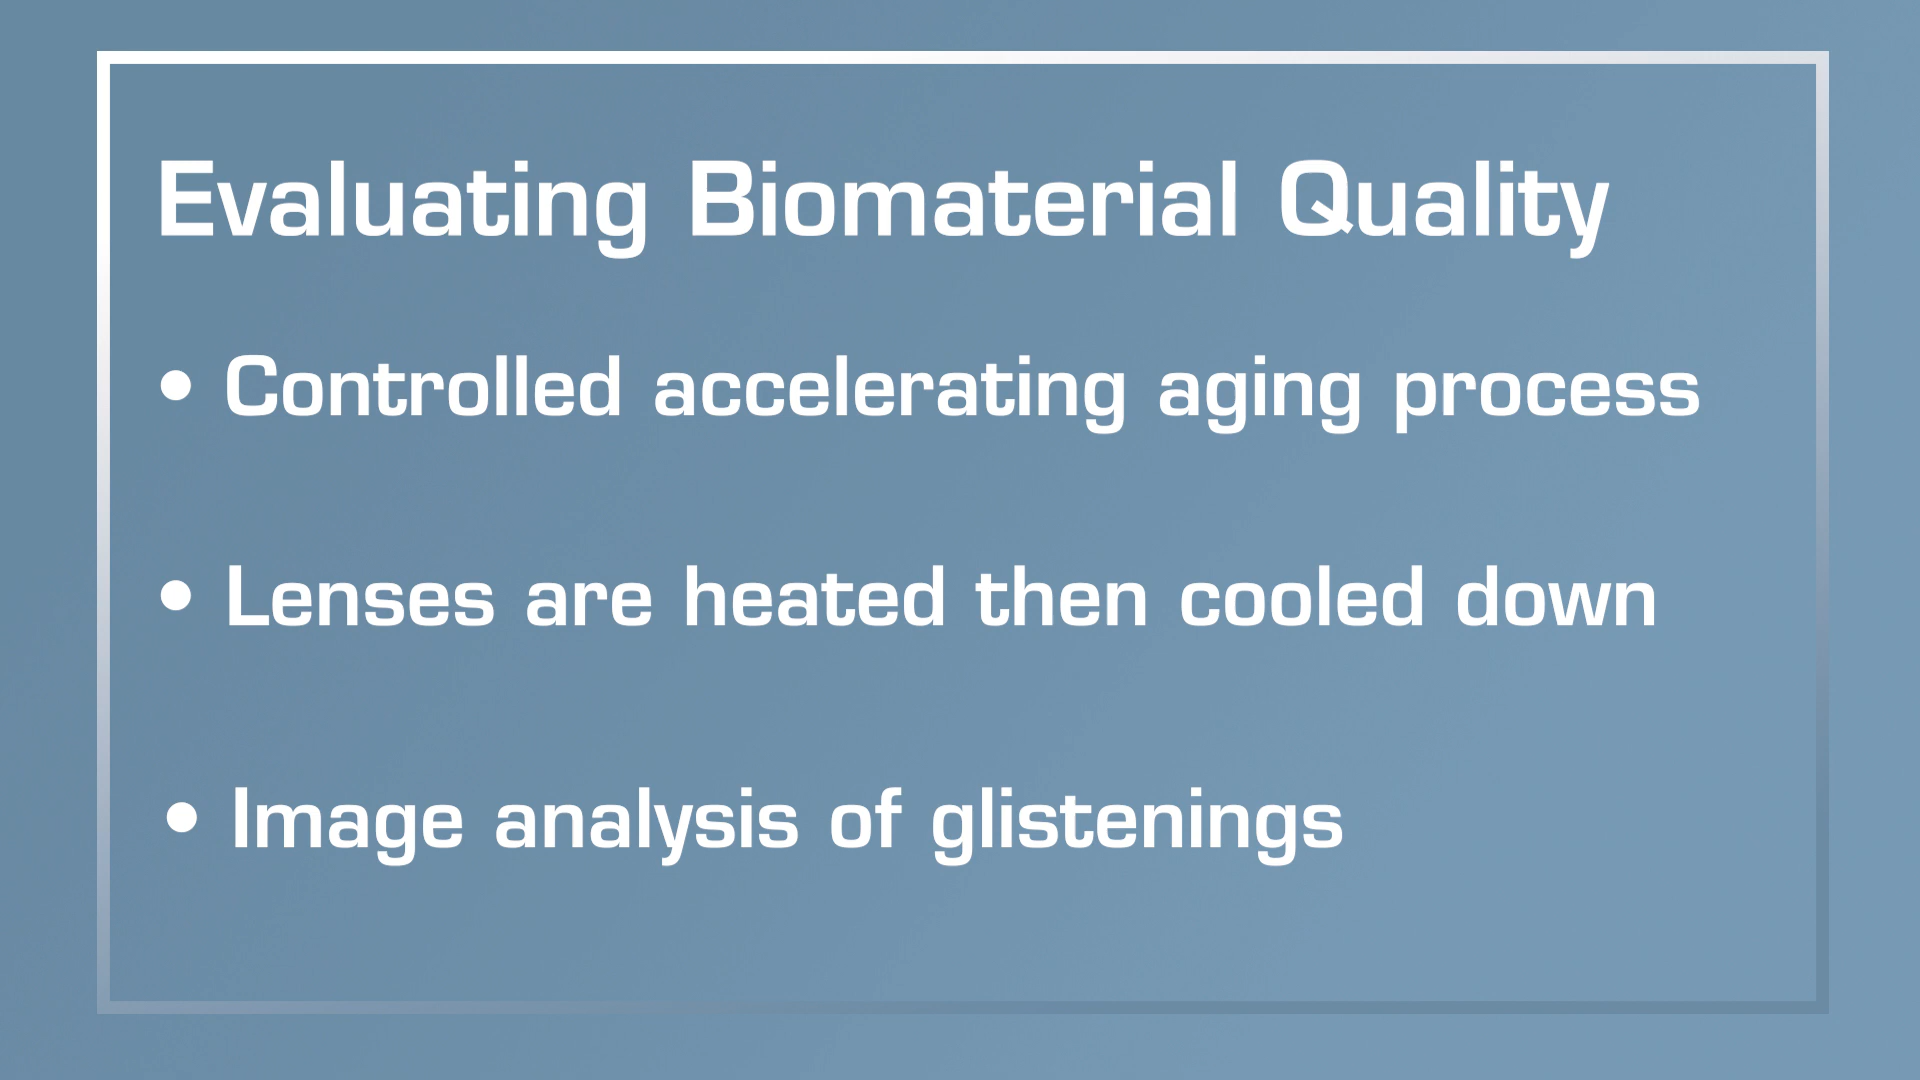 Evaluating Biomaterial Quality
• Controlled accelerating aging process
• Lenses are heated then cooled down
• Image analysis of glistenings